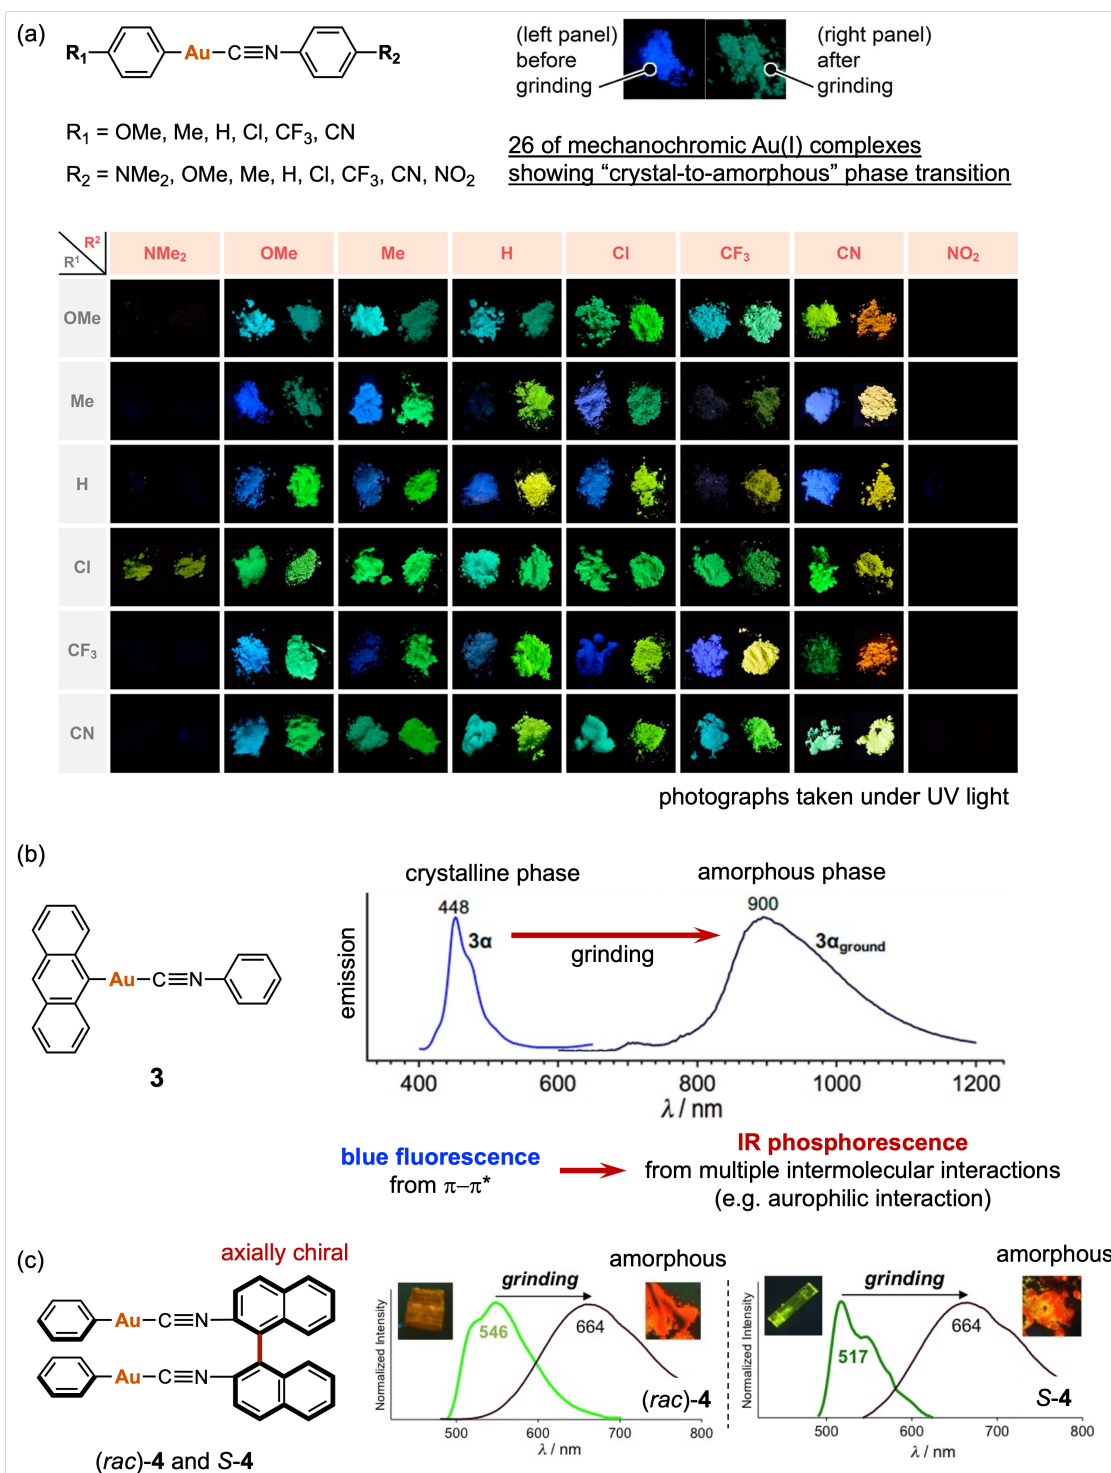 (a)
R₁ Au C≡N R₂
(left panel)
before
grinding
(right panel)
after
grinding
R₁ = OMe, Me, H, Cl, CF₃, CN
R₂ = NMe₂, OMe, Me, H, Cl, CF₃, CN, NO₂
26 of mechanochromic Au(I) complexes
showing “crystal-to-amorphous” phase transition
R² R¹ NMe₂ OMe Me H Cl CF₃ CN NO₂
OMe
Me
H
Cl
CF₃
CN
photographs taken under UV light
(b)
Au C≡N
3
crystalline phase
amorphous phase
448
900
3α
3αground
grinding
emission
400 600 800 1000 1200
λ / nm
blue fluorescence
from π–π*
IR phosphorescence
from multiple intermolecular interactions
(e.g. aurophilic interaction)
(c)
axially chiral
Au C≡N
Au C≡N
(rac)-4 and S-4
amorphous
grinding
Normalized Intensity
546
664
(rac)-4
500 600 700 800
λ / nm
amorphous
grinding
Normalized Intensity
517
664
S-4
500 600 700 800
λ / nm